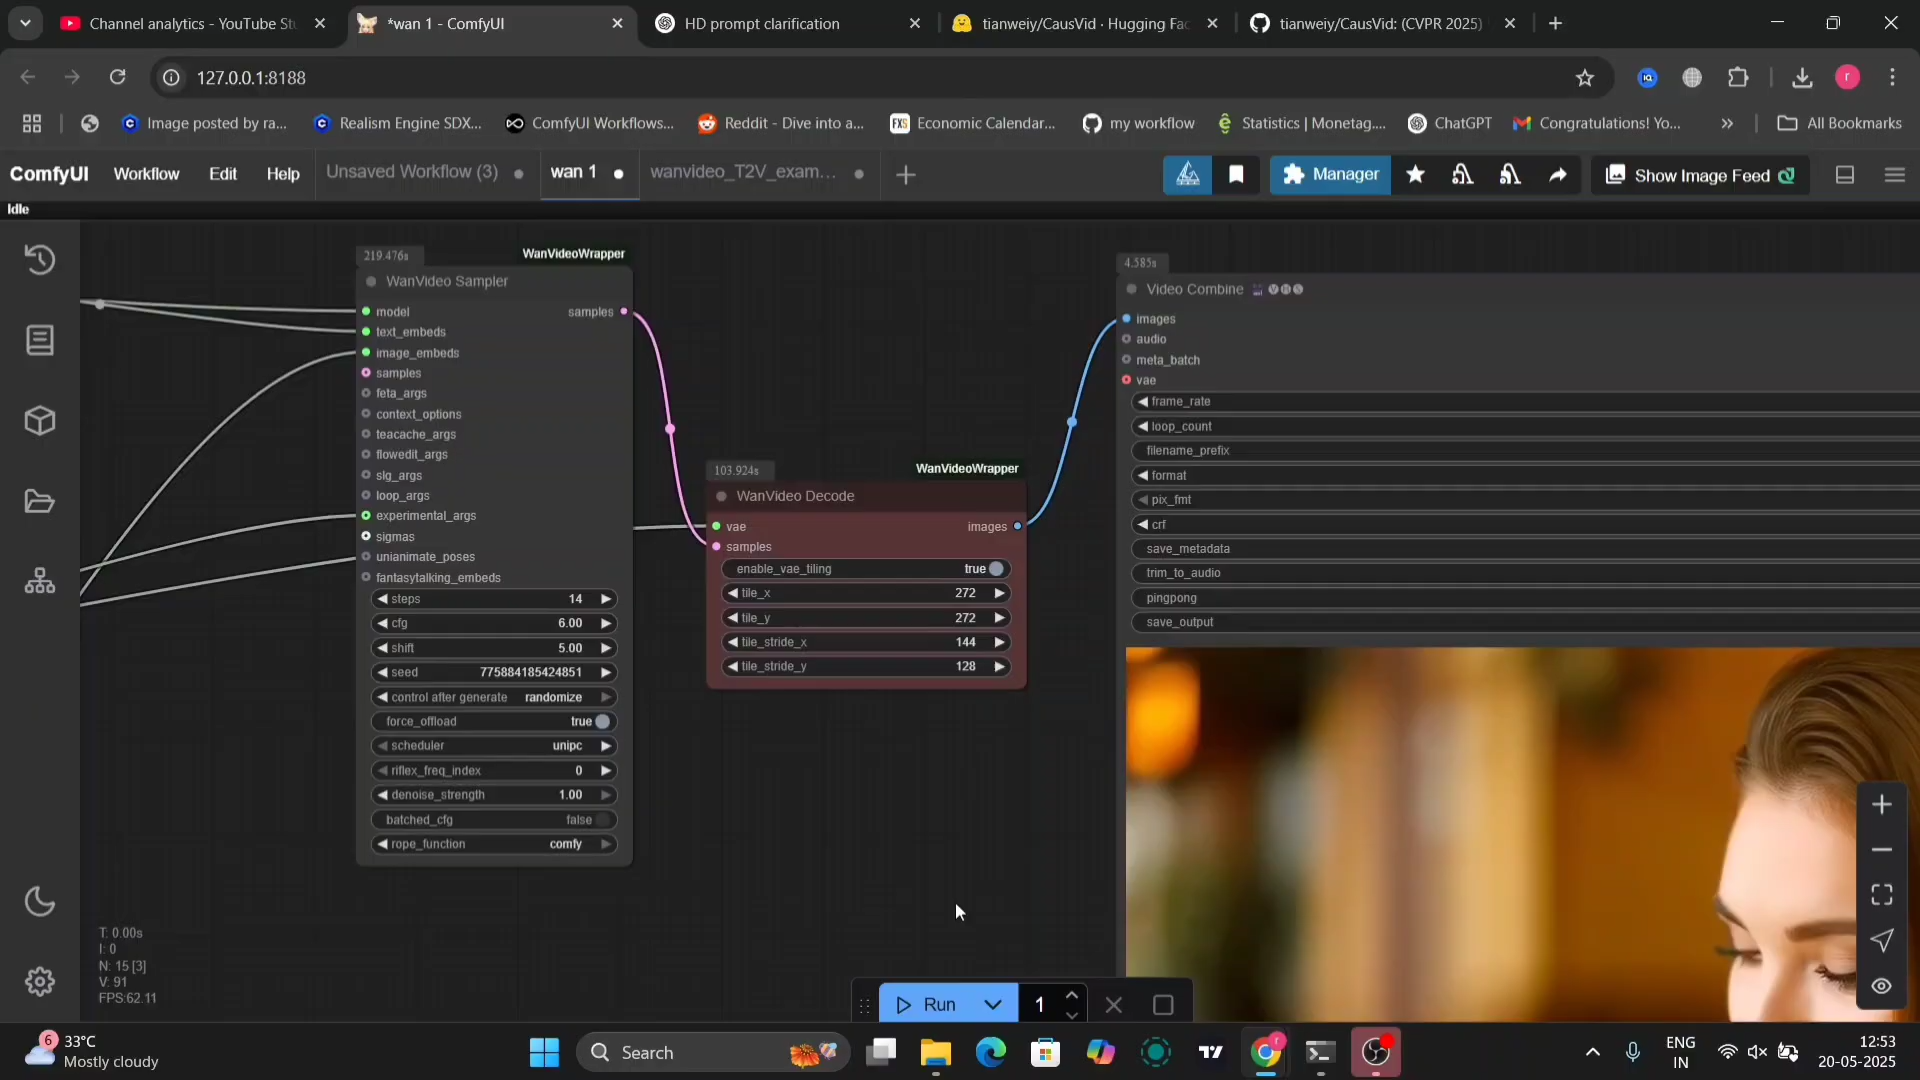 Channel analytics - YouTube Stu
*wan 1 - ComfyUI
HD prompt clarification
tianweiy/CausVid · Hugging Fac
tianweiy/CausVid: (CVPR 2025)
127.0.0.1:8188
r
Image posted by ra...
Realism Engine SDX...
ComfyUI Workflows...
Reddit - Dive into a...
FXS
Economic Calendar...
my workflow
Statistics | Monetag....
ChatGPT
Congratulations! Yo...
All Bookmarks
ComfyUI
Workflow
Edit
Help
Unsaved Workflow (3)
wan 1
wanvideo_T2V_exam...
Manager
Show Image Feed
Idle
219.476s
WanVideoWrapper
WanVideo Sampler
model
samples
text_embeds
image_embeds
samples
feta_args
context_options
teacache_args
flowedit_args
slg_args
loop_args
experimental_args
sigmas
unianimate_poses
fantasytalking_embeds
steps 14
cfg 6.00
shift 5.00
seed 775884185424851
control after generate randomize
force_offload true
scheduler unipc
riflex_freq_index 0
denoise_strength 1.00
batched_cfg false
rope_function comfy
103.924s
WanVideoWrapper
WanVideo Decode
vae
images
samples
enable_vae_tiling true
tile_x 272
tile_y 272
tile_stride_x 144
tile_stride_y 128
4.585s
Video Combine VHS
images
audio
meta_batch
vae
frame_rate
loop_count
filename_prefix
format
pix_fmt
crf
save_metadata
trim_to_audio
pingpong
save_output
T: 0.00s
I: 0
N: 15 [3]
V: 91
FPS:62.11
Run
1
6
33°C
Mostly cloudy
Search
ENG
IN
12:53
20-05-2025